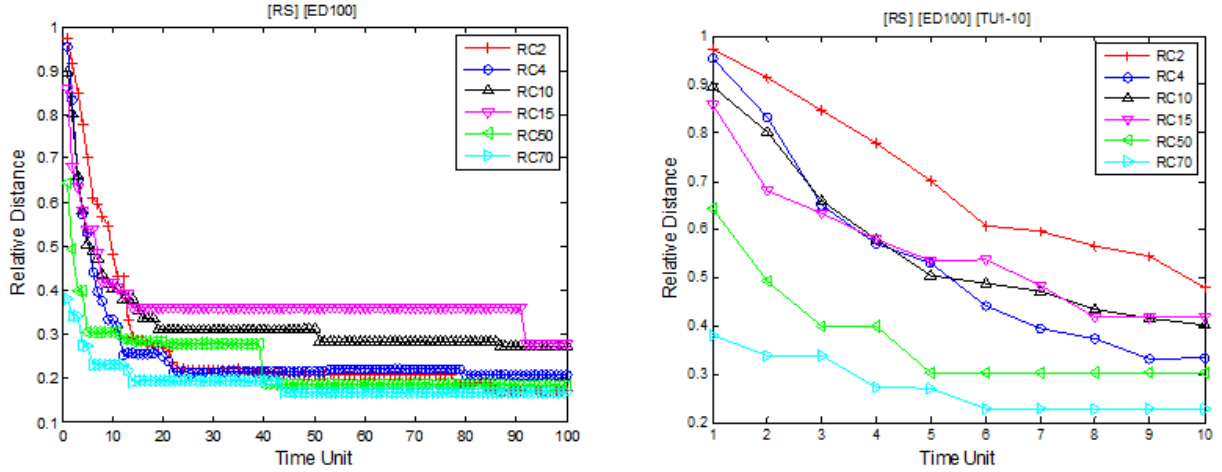 [RS] [ED100]
Relative Distance
1
0.9
0.8
0.7
0.6
0.5
0.4
0.3
0.2
0.1
RC2
RC4
RC10
RC15
RC50
RC70
0 10 20 30 40 50 60 70 80 90 100
Time Unit
[RS] [ED100] [TU1-10]
Relative Distance
1
0.9
0.8
0.7
0.6
0.5
0.4
0.3
0.2
RC2
RC4
RC10
RC15
RC50
RC70
1 2 3 4 5 6 7 8 9 10
Time Unit